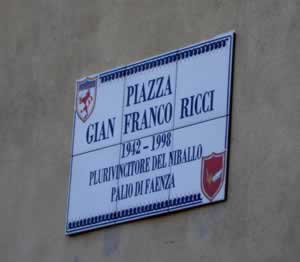 PIAZZA
GIAN FRANCO RICCI
1942-1998
PLURIVINCITORE DEL NIBALLO
PALIO DI FAENZA